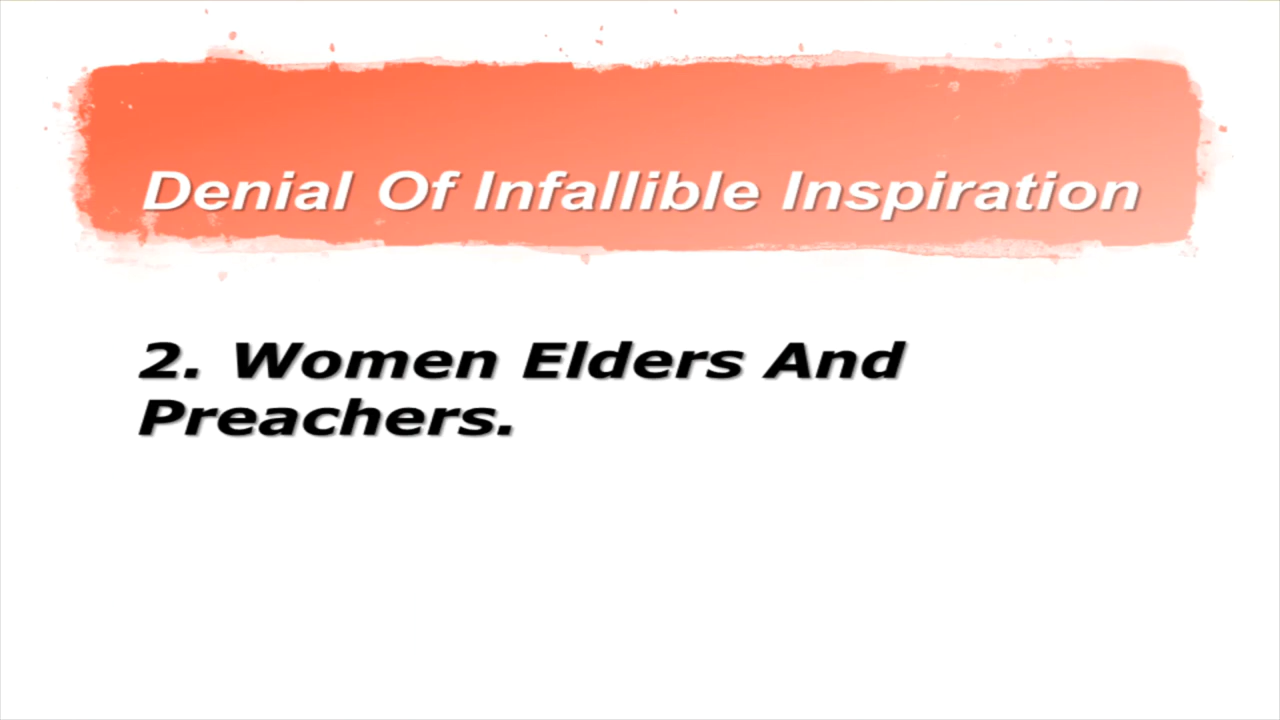 Denial Of Infallible Inspiration
2. Women Elders And
Preachers.